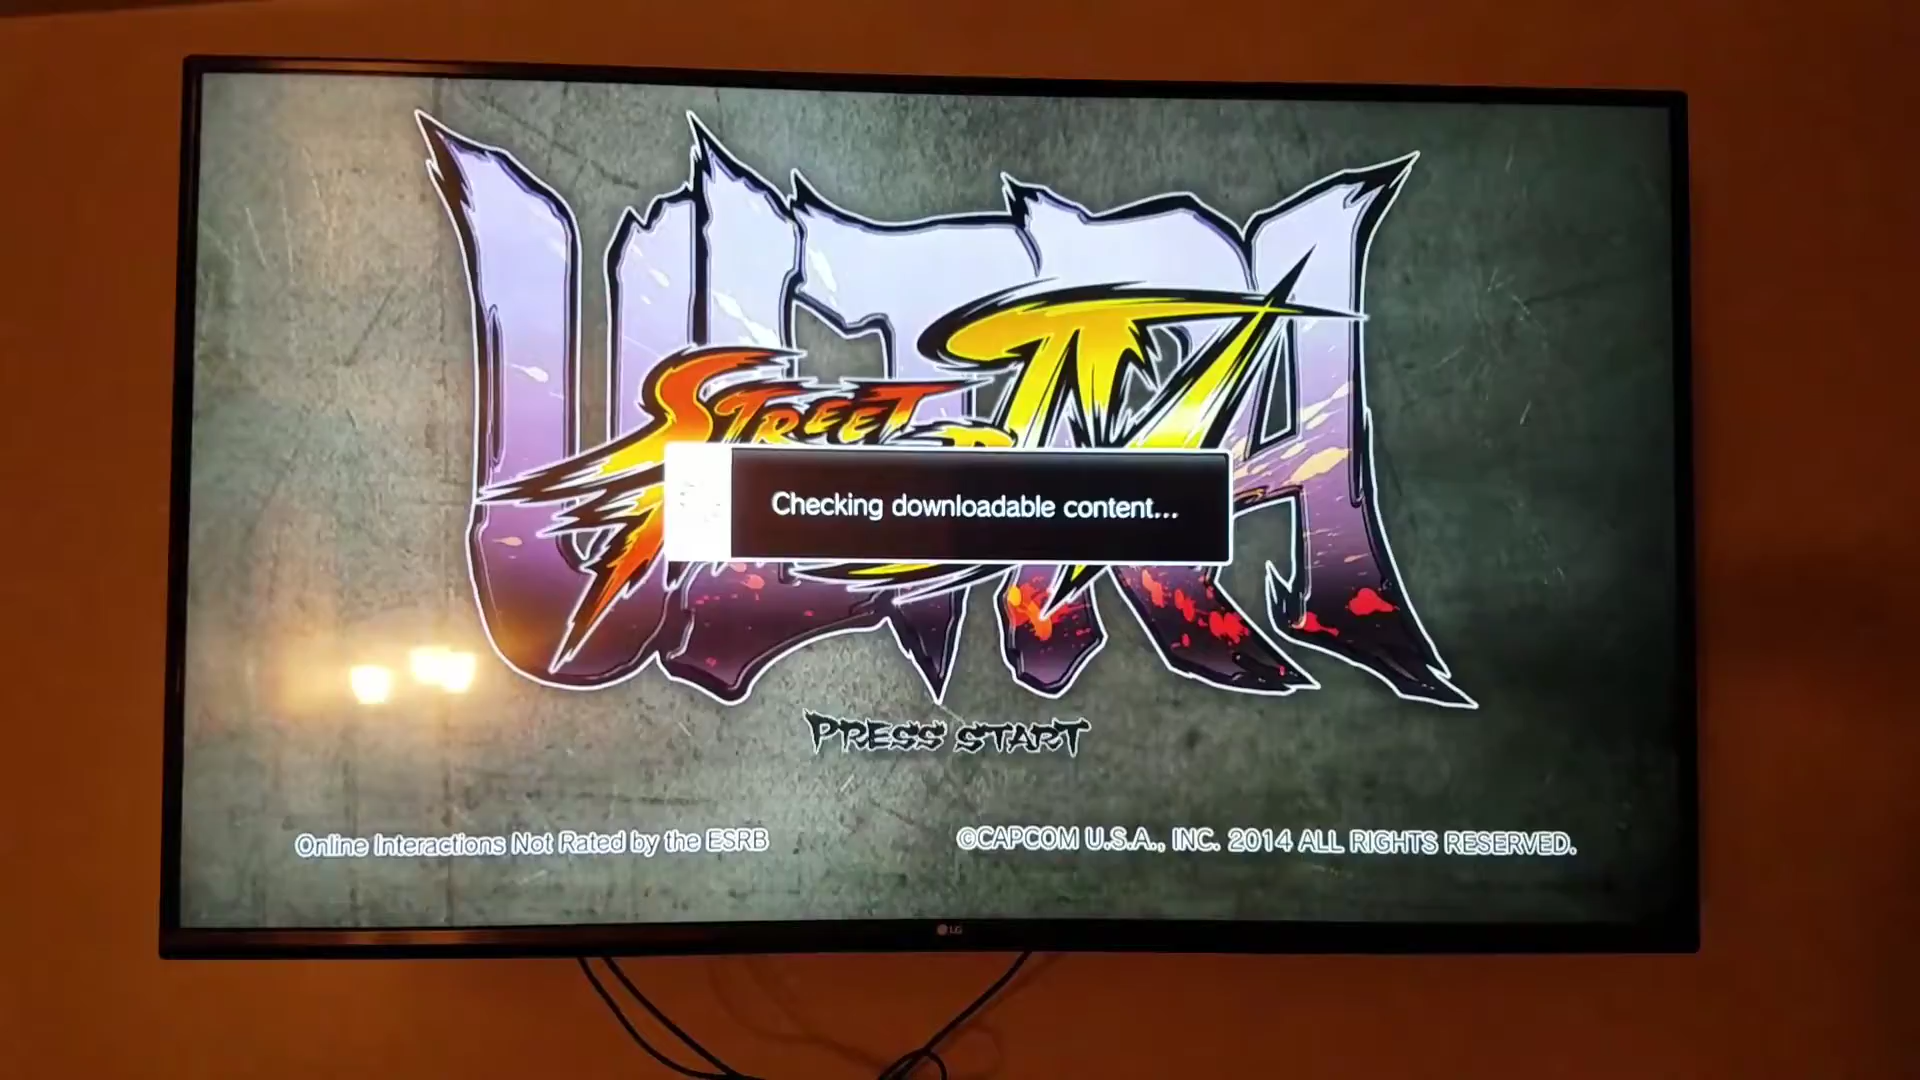 ULTRA
STREET IV
Checking downloadable content...
PRESS START
Online Interactions Not Rated by the ESRB
©CAPCOM U.S.A., INC. 2014 ALL RIGHTS RESERVED.
LG